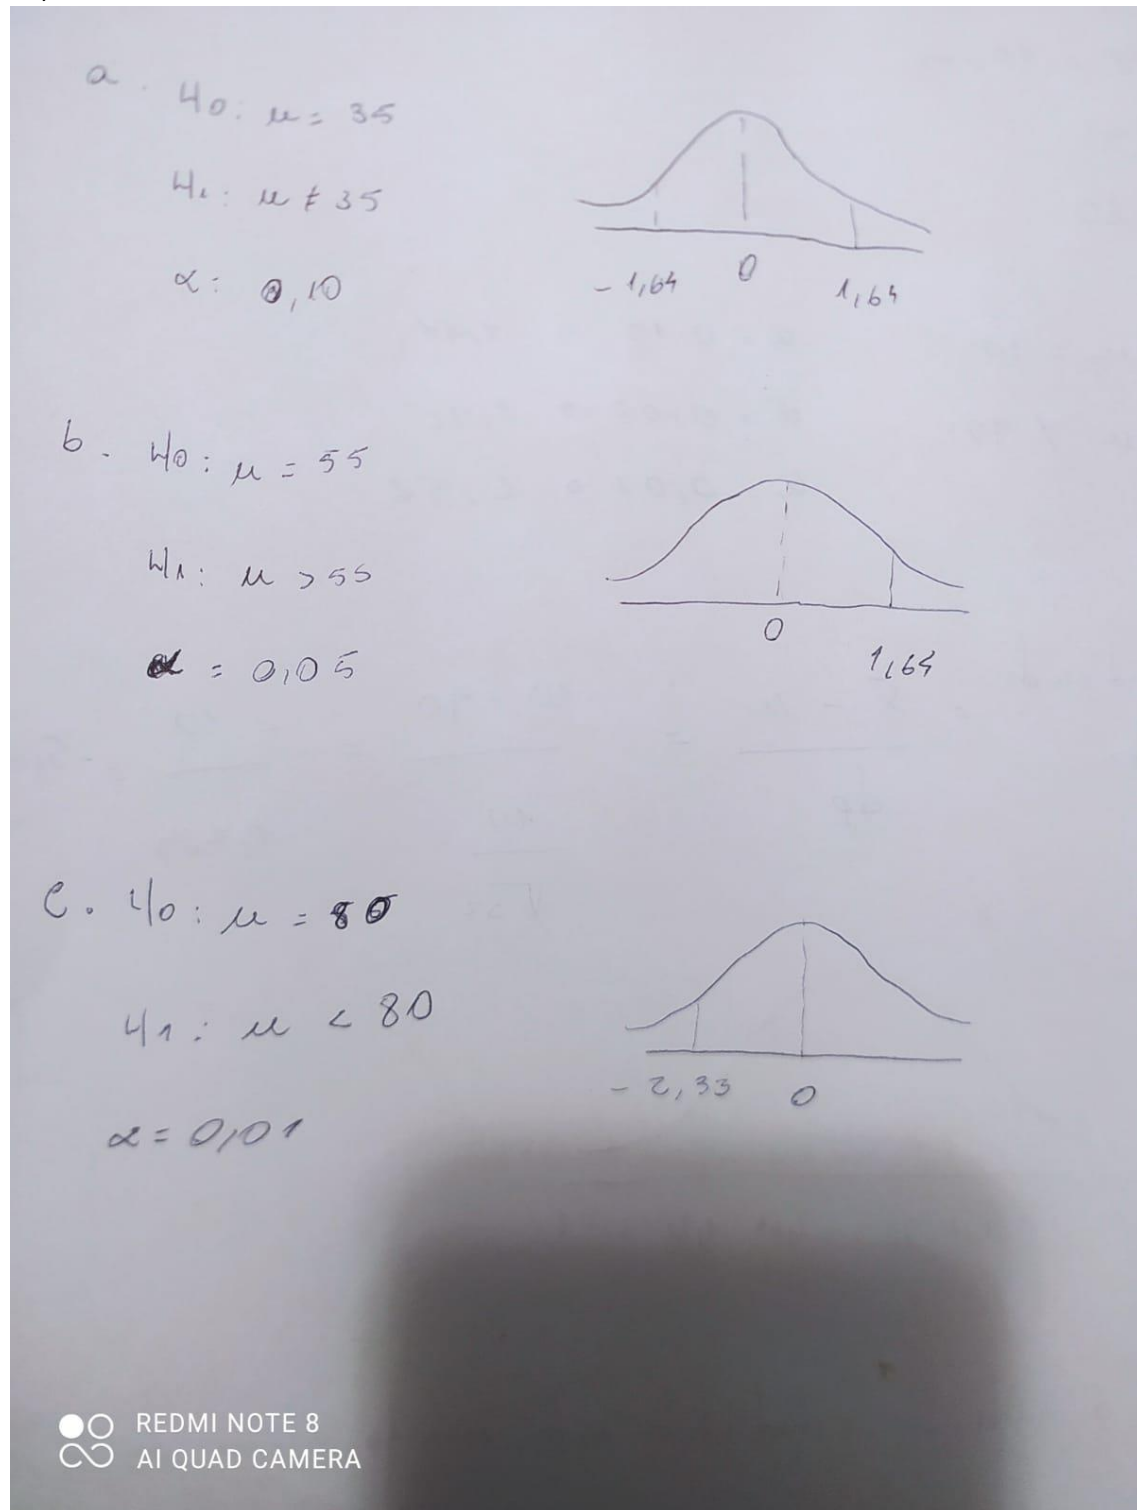 a. H0: μ = 35
H1: μ ≠ 35
α: 0,10
-1,64 0 1,64
b. H0: μ = 55
H1: μ > 55
α = 0,05
0 1,64
c. H0: μ = 80
H1: μ < 80
α = 0,01
-2,33 0
REDMI NOTE 8
AI QUAD CAMERA